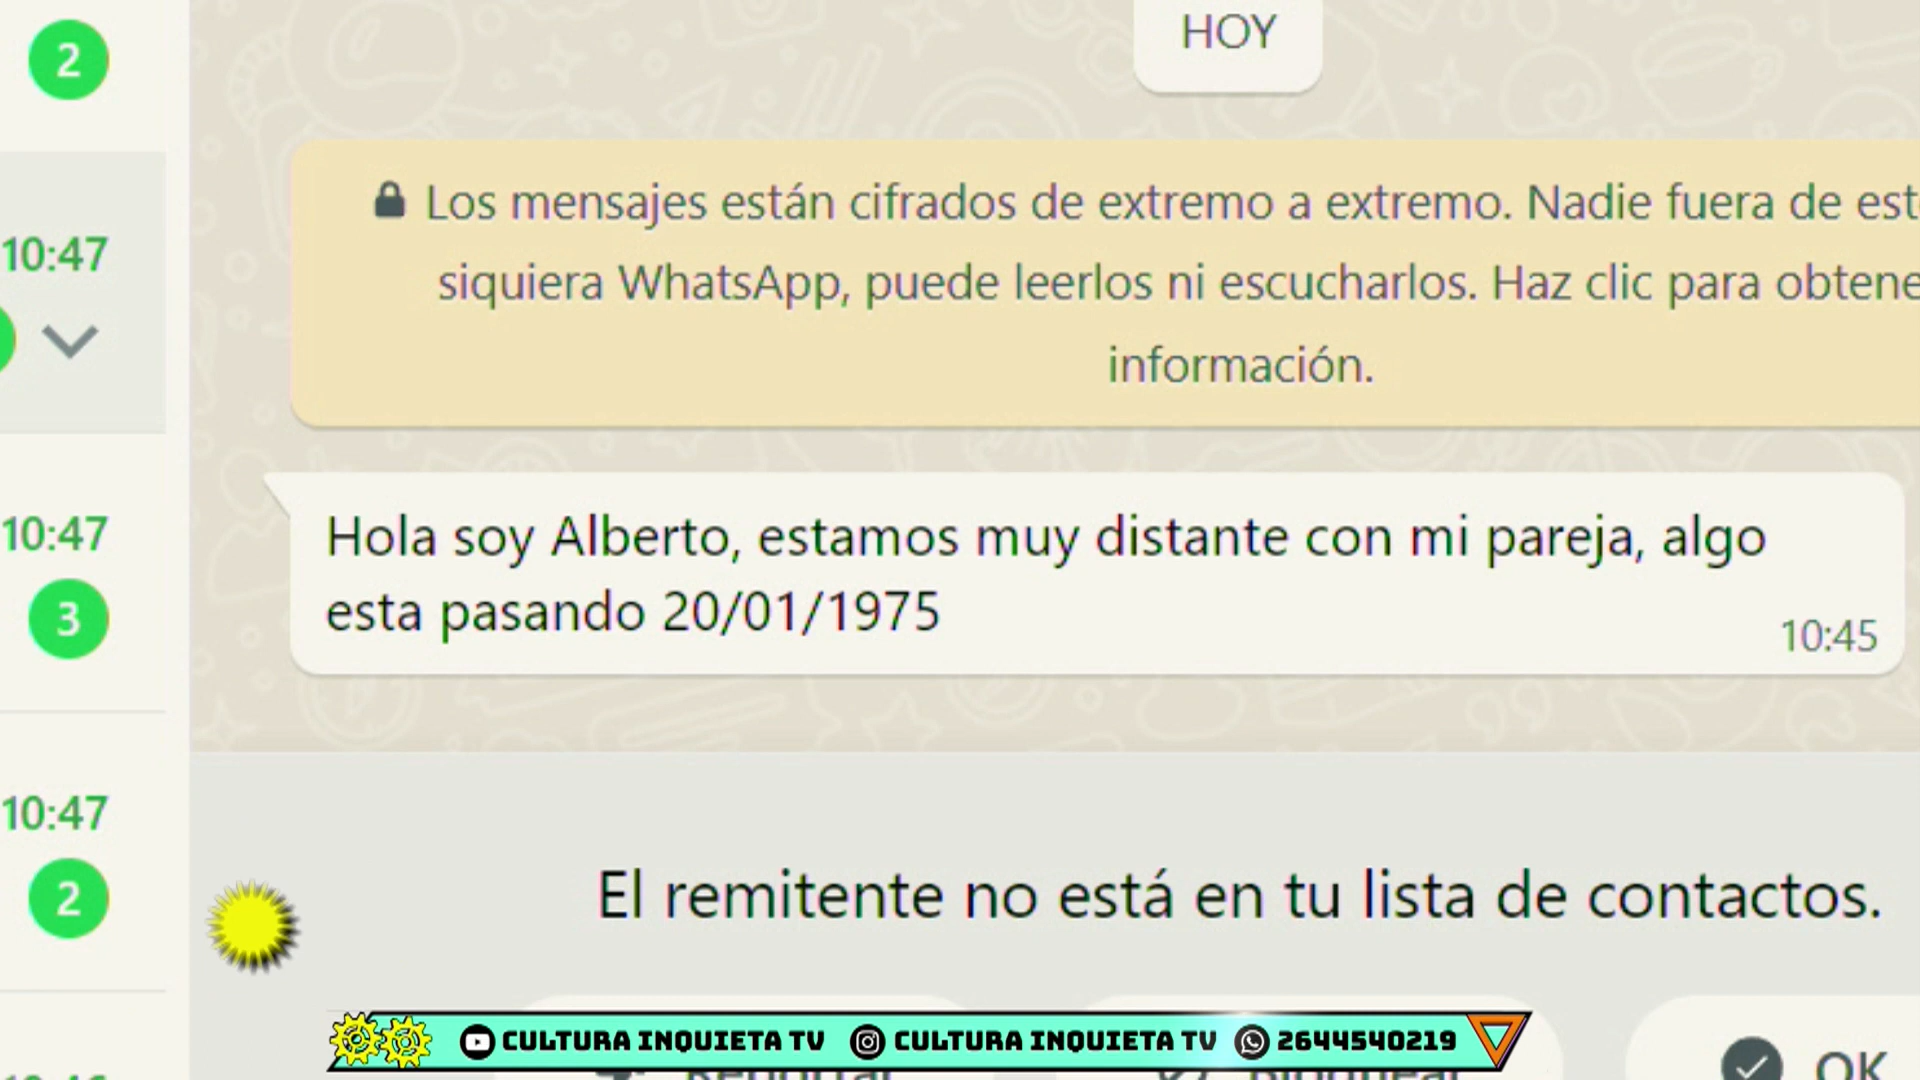 2
HOY
10:47
Los mensajes están cifrados de extremo a extremo. Nadie fuera de
siquiera WhatsApp, puede leerlos ni escucharlos. Haz clic para
información.
10:47
3
Hola soy Alberto, estamos muy distante con mi pareja, algo
esta pasando 20/01/1975
10:45
10:47
2
El remitente no está en tu lista de contactos.
CULTURA INQUIETA TV CULTURA INQUIETA TV 2644540219
OK